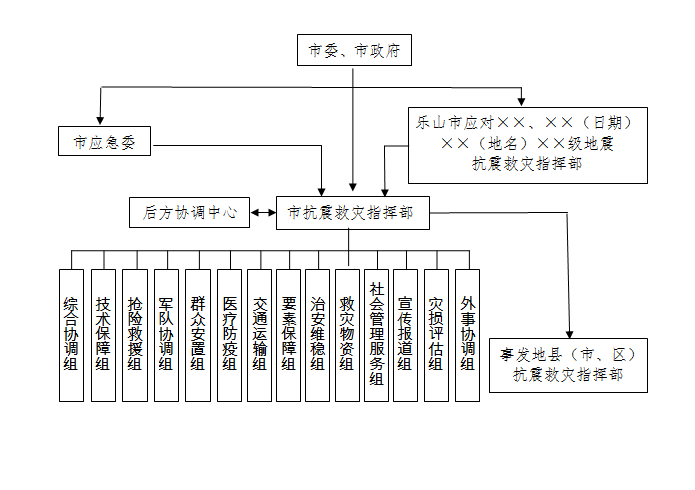 市委、市政府
市应急委
乐山市应对××、××（日期）
××（地名）××级地震
抗震救灾指挥部
后方协调中心
市抗震救灾指挥部
综合协调组
技术保障组
抢险救援组
军队协调组
群众安置组
医疗防疫组
交通运输组
要素保障组
治安维稳组
救灾物资组
社会管理服务组
宣传报道组
灾损评估组
外事协调组
事发地县（市、区）
抗震救灾指挥部